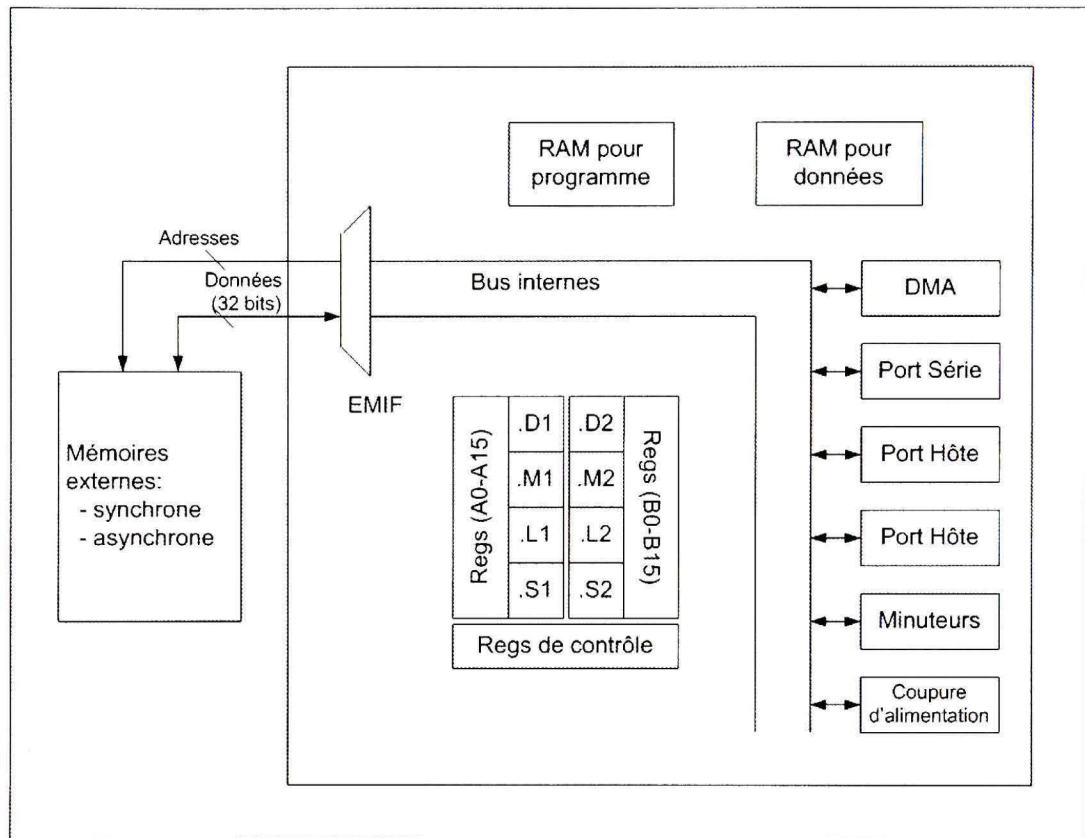 RAM pour
programme
RAM pour
données
Adresses
Données
(32 bits)
Bus internes
EMIF
Mémoires
externes:
- synchrone
- asynchrone
Regs (A0-A15)
.D1
.D2
.M1
.M2
.L1
.L2
.S1
.S2
Regs (B0-B15)
Regs de contrôle
DMA
Port Série
Port Hôte
Port Hôte
Minuteurs
Coupure
d'alimentation